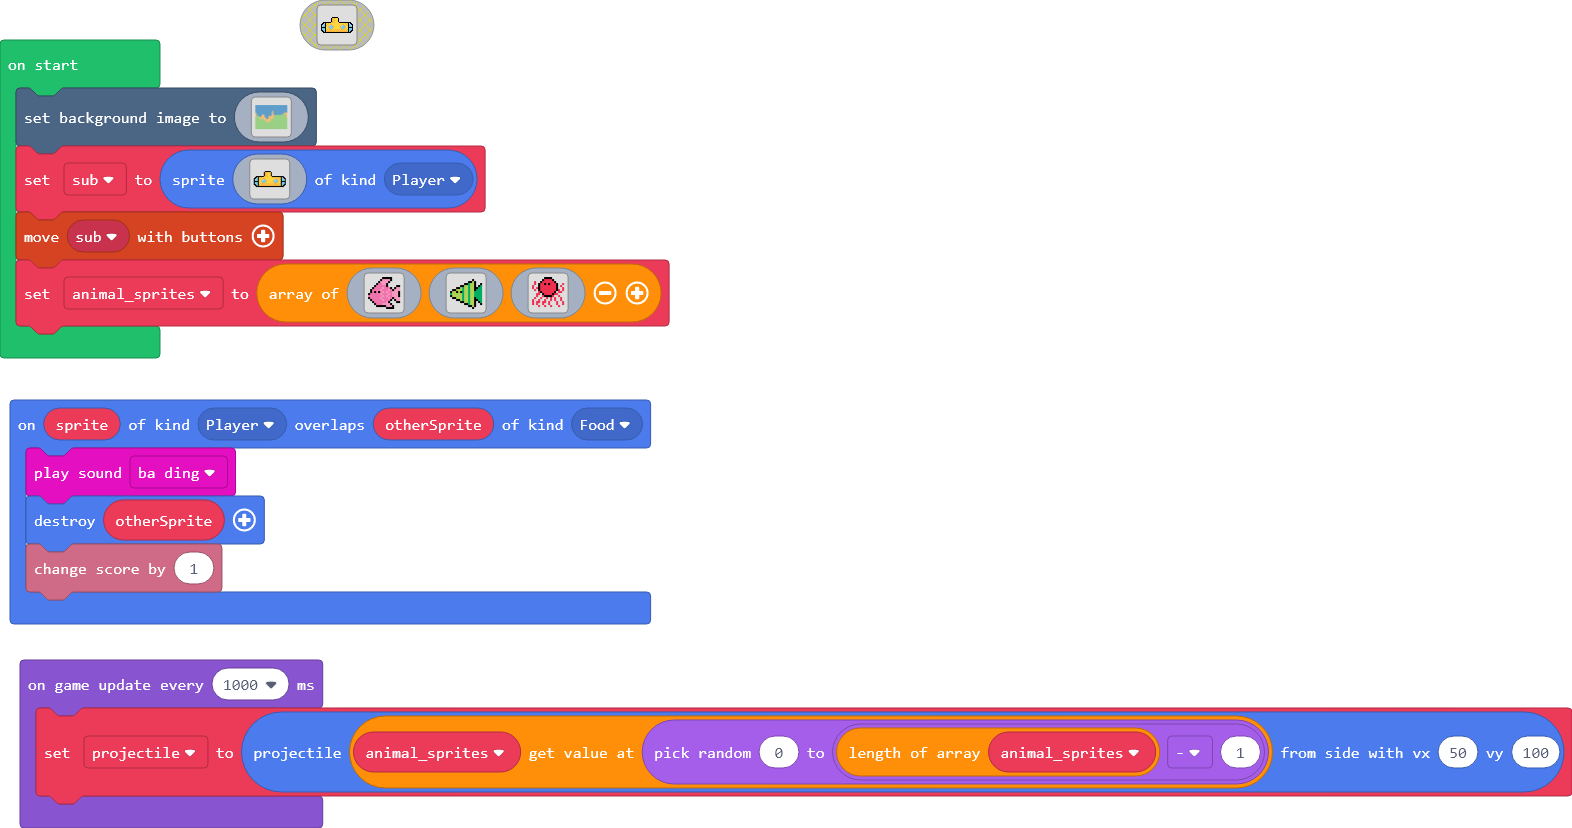 on start
set background image to
set sub to sprite of kind Player
move sub with buttons
set animal_sprites to array of
on sprite of kind Player overlaps otherSprite of kind Food
play sound ba ding
destroy otherSprite
change score by 1
on game update every 1000 ms
set projectile to projectile animal_sprites get value at pick random 0 to length of array animal_sprites - 1 from side with vx 50 vy 100